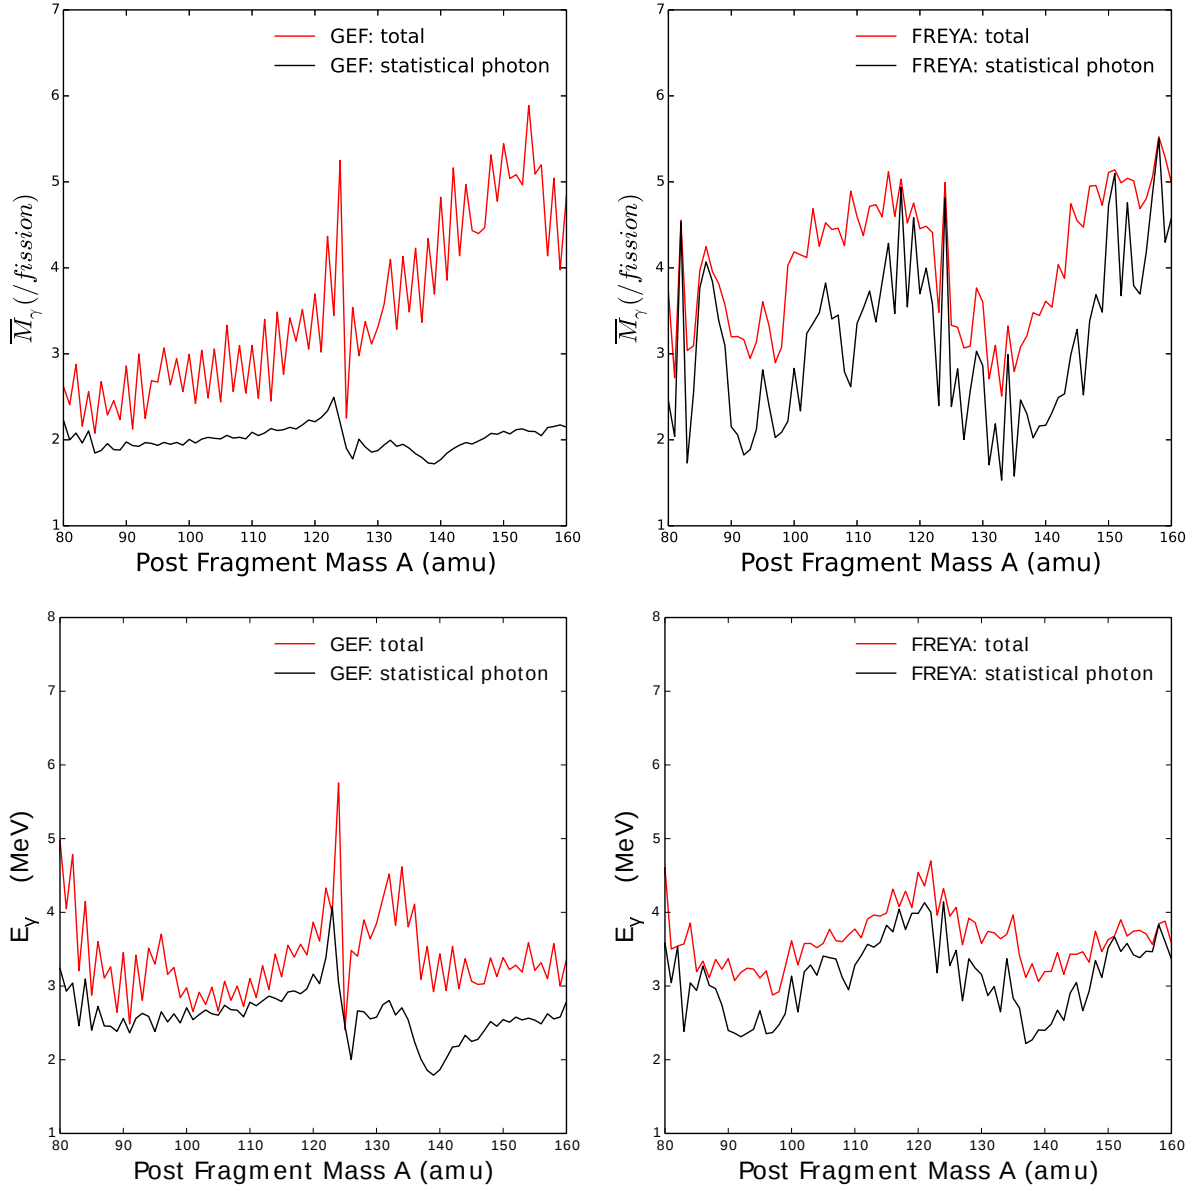 7
6
5
4
3
2
1
M̅γ (/fission)
GEF: total
GEF: statistical photon
80 90 100 110 120 130 140 150 160
Post Fragment Mass A (amu)
7
6
5
4
3
2
1
M̅γ (/fission)
FREYA: total
FREYA: statistical photon
80 90 100 110 120 130 140 150 160
Post Fragment Mass A (amu)
8
7
6
5
4
3
2
1
Eγ (MeV)
GEF: total
GEF: statistical photon
80 90 100 110 120 130 140 150 160
Post Fragment Mass A (amu)
8
7
6
5
4
3
2
1
Eγ (MeV)
FREYA: total
FREYA: statistical photon
80 90 100 110 120 130 140 150 160
Post Fragment Mass A (amu)